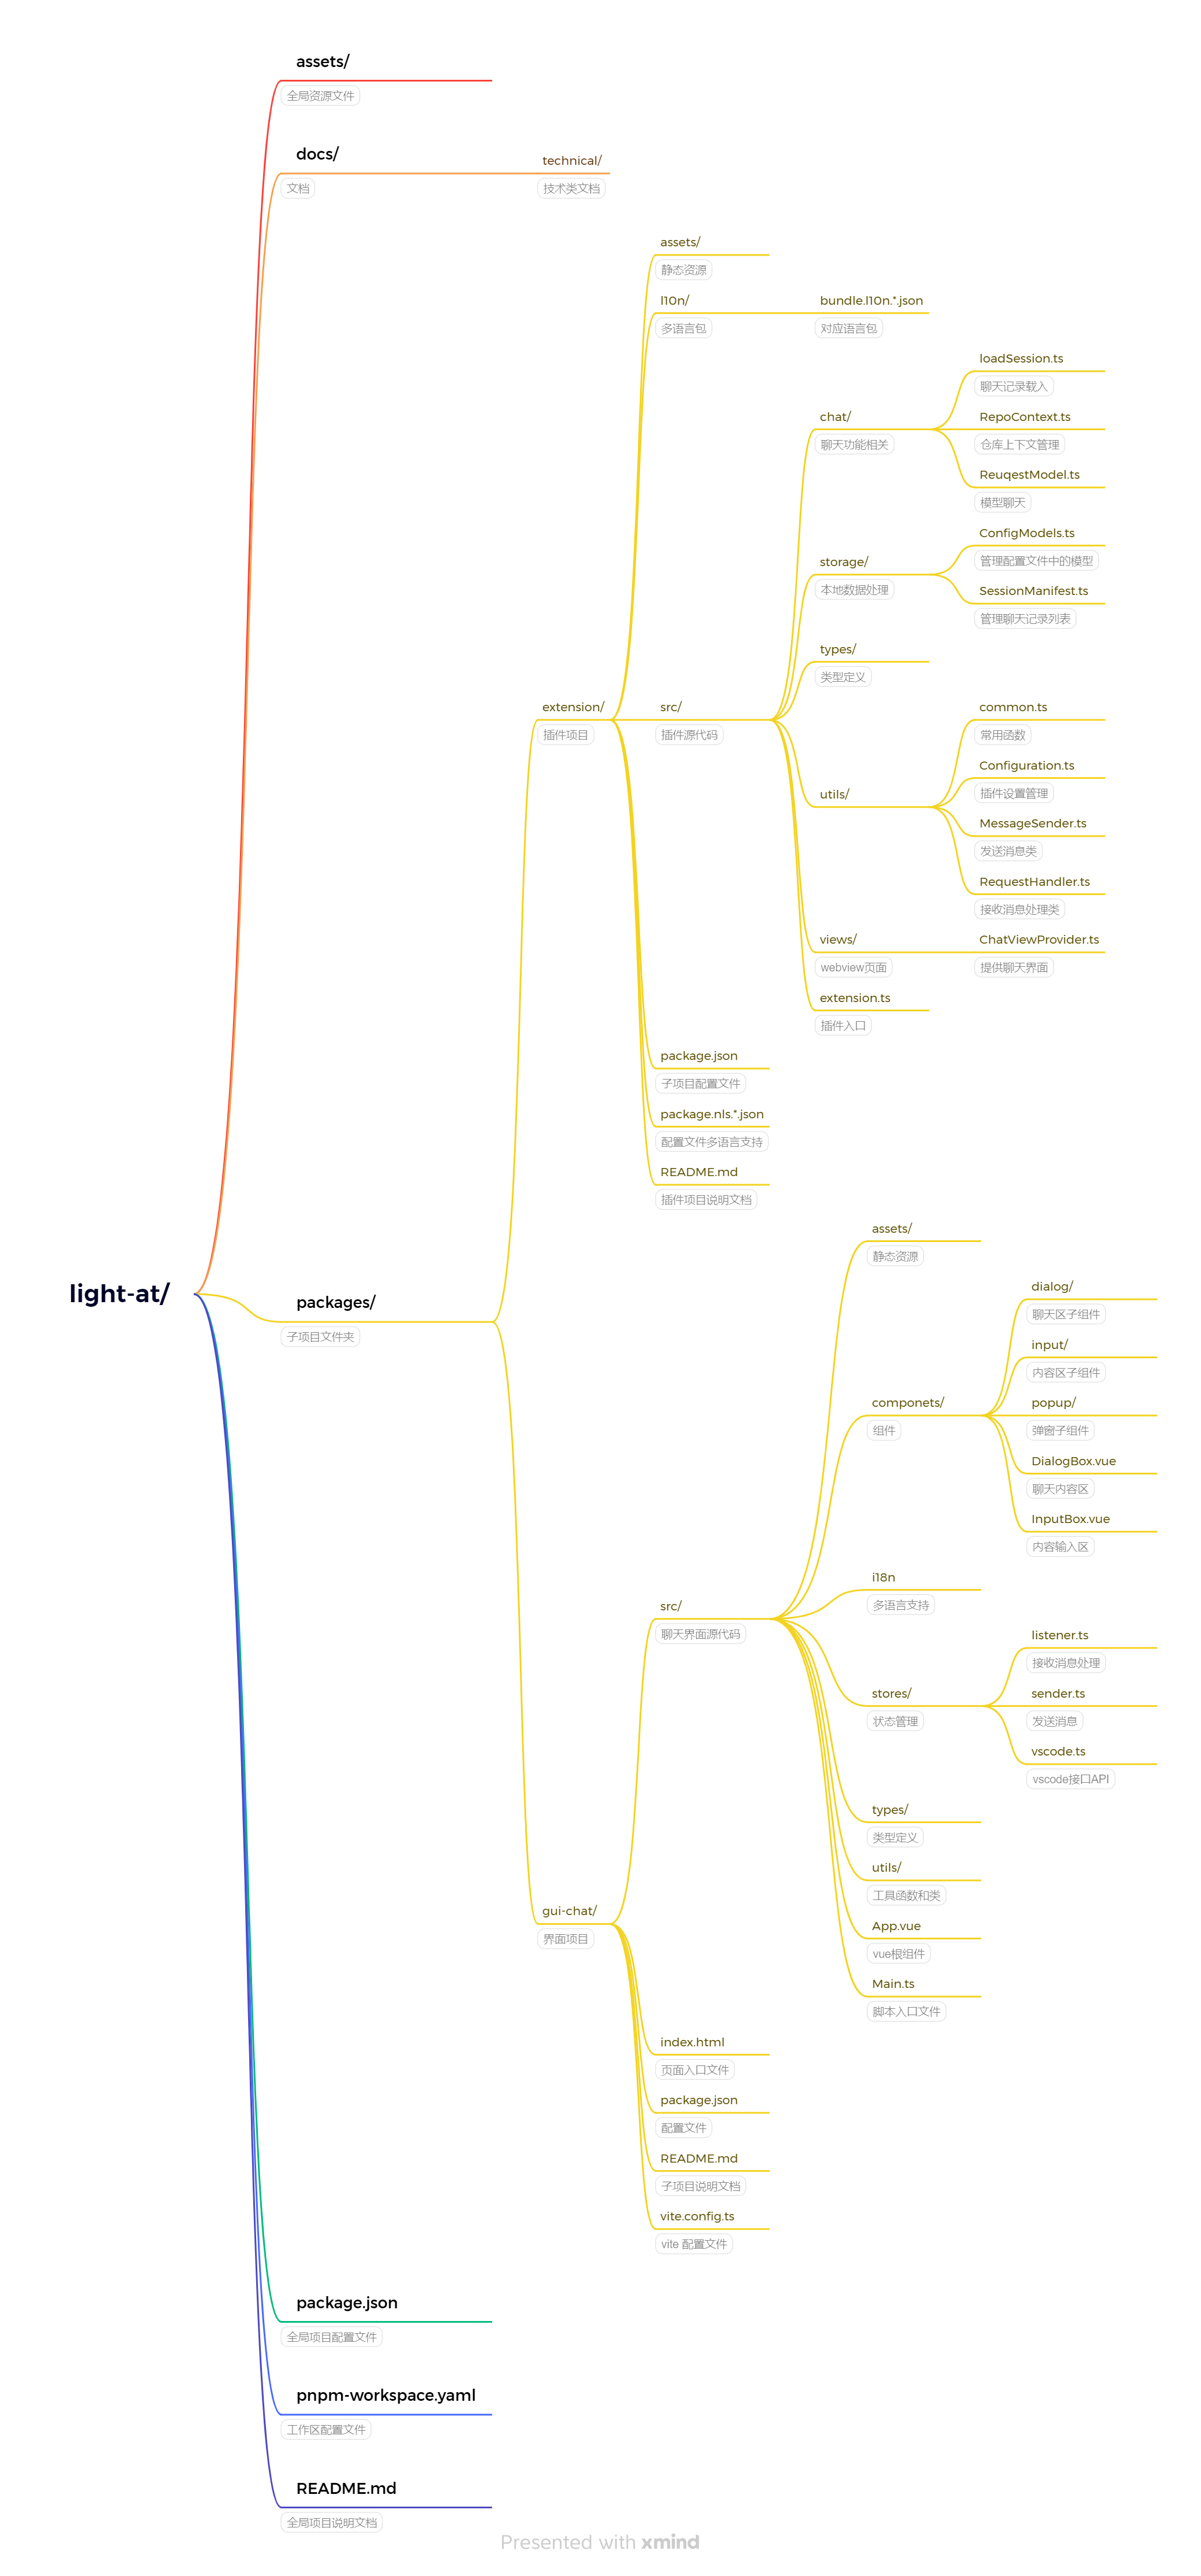 assets/
全局资源文件
docs/
文档
technical/
技术类文档
assets/
静态资源
l10n/
多语言包
bundle.l10n.*.json
对应语言包
loadSession.ts
聊天记录载入
chat/
聊天功能相关
RepoContext.ts
仓库上下文管理
ReuqestModel.ts
模型聊天
ConfigModels.ts
管理配置文件中的模型
storage/
本地数据处理
SessionManifest.ts
管理聊天记录列表
types/
类型定义
extension/
插件项目
src/
插件源代码
common.ts
常用函数
Configuration.ts
插件设置管理
utils/
MessageSender.ts
发送消息类
RequestHandler.ts
接收消息处理类
views/
webview页面
ChatViewProvider.ts
提供聊天界面
extension.ts
插件入口
package.json
子项目配置文件
package.nls.*.json
配置文件多语言支持
README.md
插件项目说明文档
light-at/
packages/
子项目文件夹
assets/
静态资源
dialog/
聊天区子组件
input/
内容区子组件
componets/
组件
popup/
弹窗子组件
DialogBox.vue
聊天内容区
InputBox.vue
内容输入区
i18n
多语言支持
src/
聊天界面源代码
listener.ts
接收消息处理
stores/
状态管理
sender.ts
发送消息
vscode.ts
vscode接口API
types/
类型定义
utils/
工具函数和类
gui-chat/
界面项目
App.vue
vue根组件
Main.ts
脚本入口文件
index.html
页面入口文件
package.json
配置文件
README.md
子项目说明文档
vite.config.ts
vite 配置文件
package.json
全局项目配置文件
pnpm-workspace.yaml
工作区配置文件
README.md
全局项目说明文档
Presented with xmind